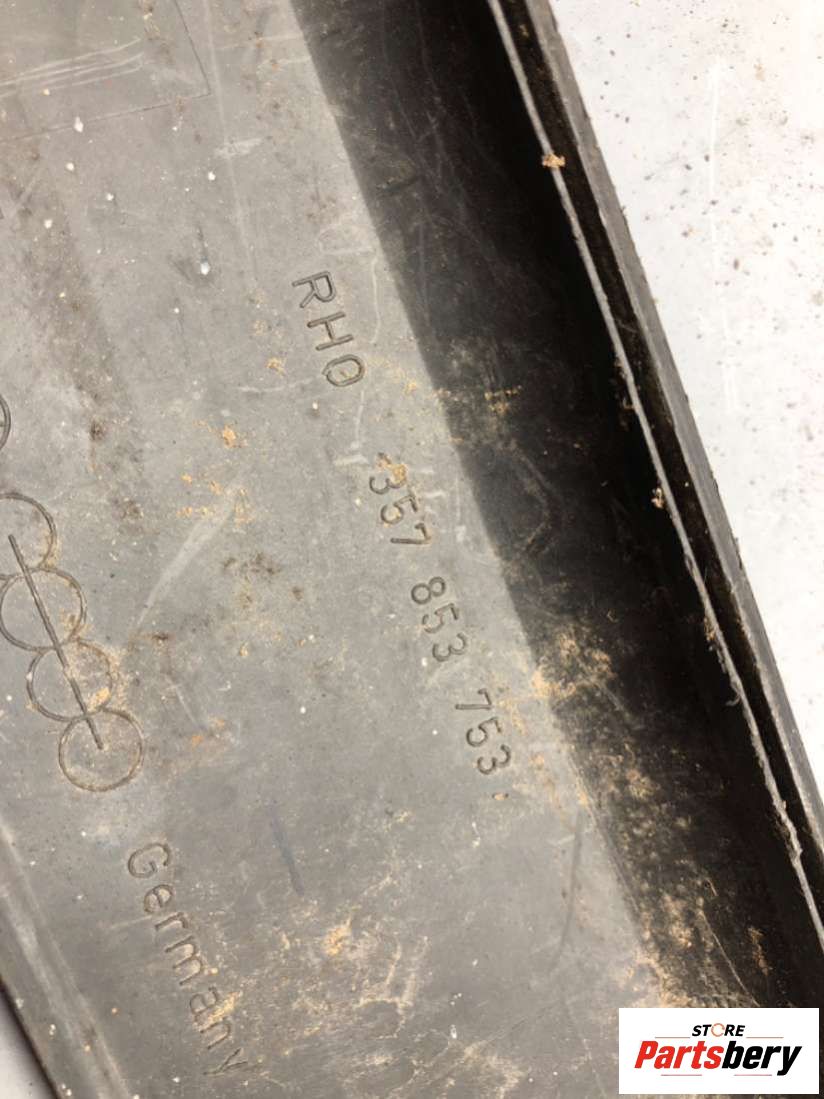 RHO 357 853 753
Germany
STORE
Partsbery